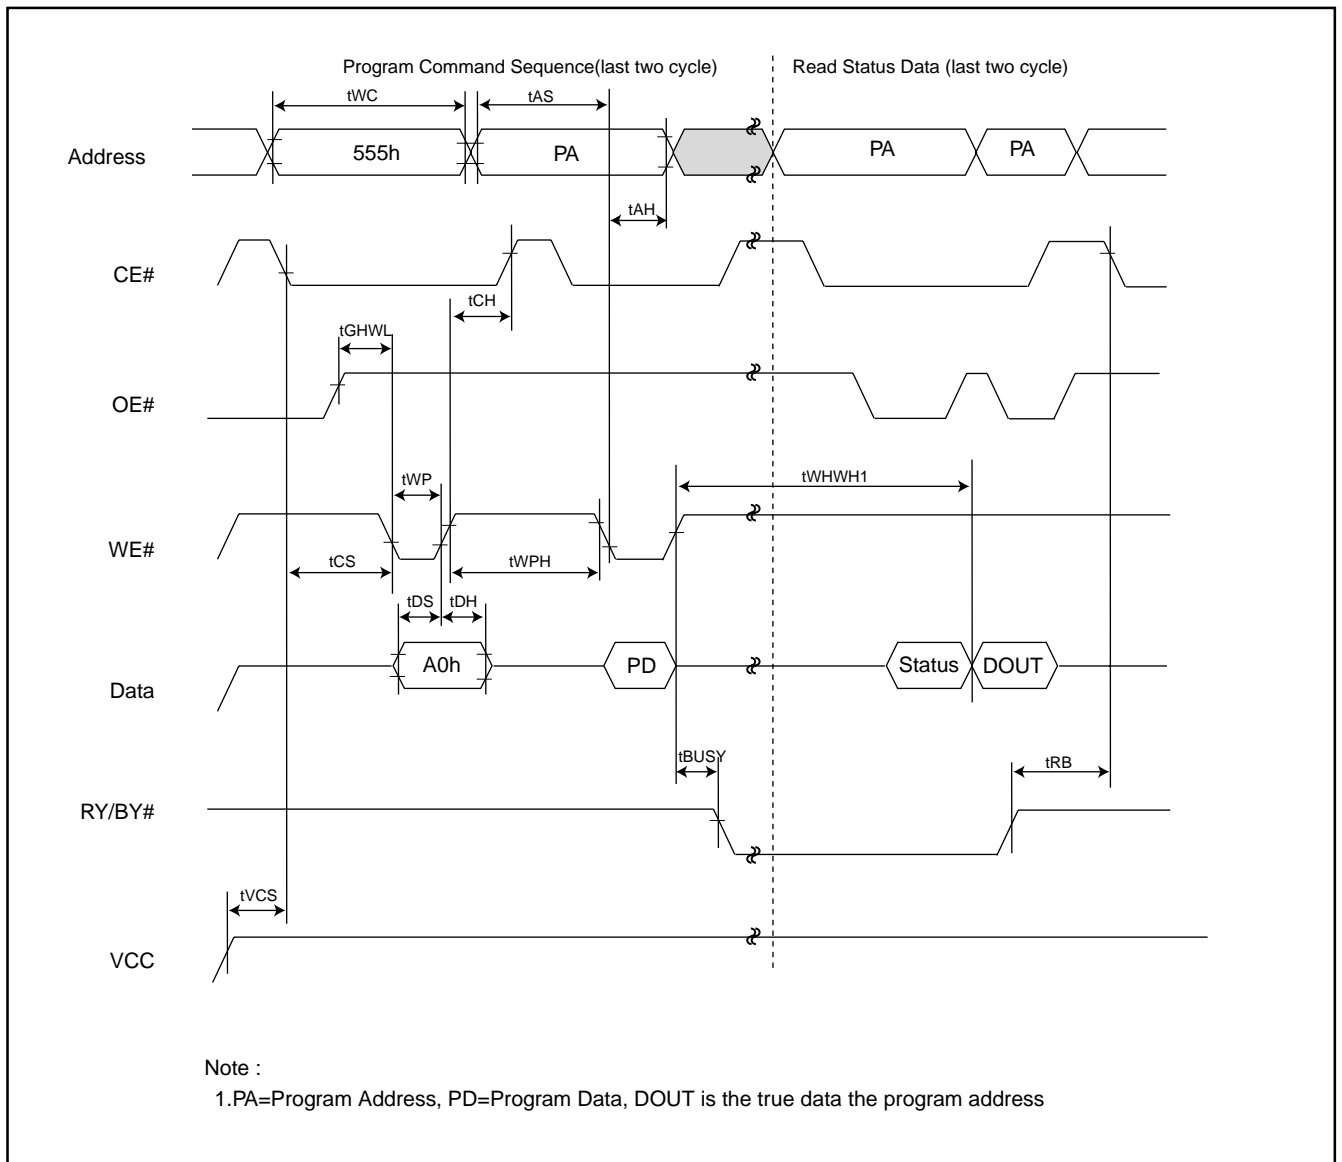 Program Command Sequence(last two cycle)
Read Status Data (last two cycle)
tWC
tAS
Address
555h
PA
PA
PA
tAH
CE#
tCH
tGHWL
OE#
tWP
tWHWH1
WE#
tCS
tWPH
tDS
tDH
Data
A0h
PD
Status
DOUT
tBUSY
tRB
RY/BY#
tVCS
VCC
Note :
1.PA=Program Address, PD=Program Data, DOUT is the true data the program address